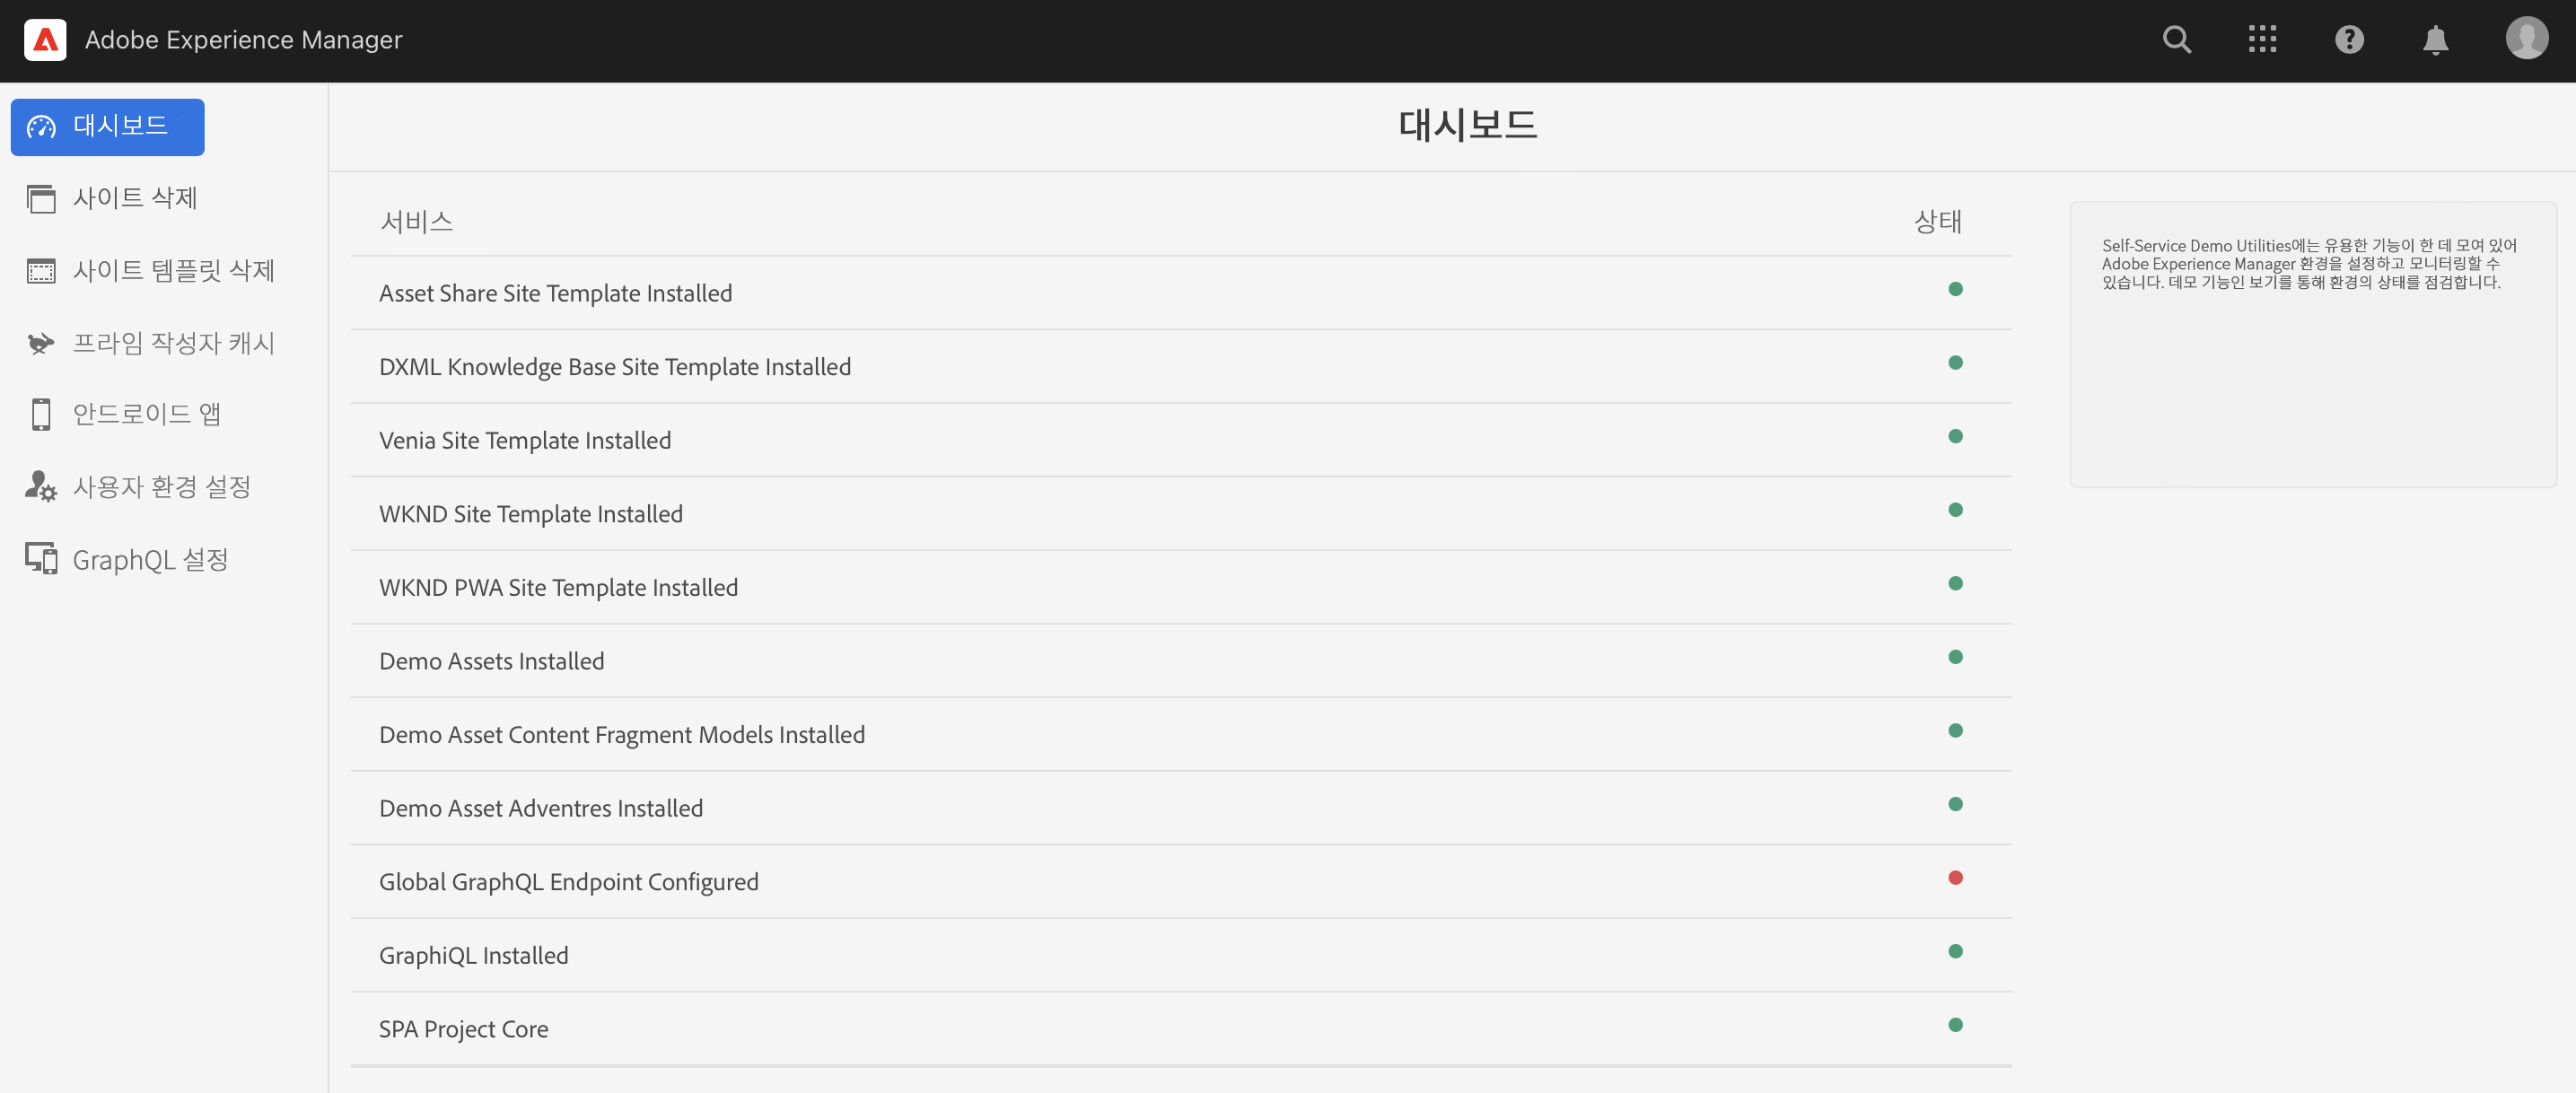 Adobe Experience Manager
대시보드
사이트 삭제
사이트 템플릿 삭제
프라임 작성자 캐시
안드로이드 앱
사용자 환경 설정
GraphQL 설정
대시보드
서비스 상태
Asset Share Site Template Installed
DXML Knowledge Base Site Template Installed
Venia Site Template Installed
WKND Site Template Installed
WKND PWA Site Template Installed
Demo Assets Installed
Demo Asset Content Fragment Models Installed
Demo Asset Adventres Installed
Global GraphQL Endpoint Configured
GraphiQL Installed
SPA Project Core
Self-Service Demo Utilities에는 유용한 기능이 한 데 모여 있어
Adobe Experience Manager 환경을 설정하고 모니터링할 수
있습니다. 데모 기능인 보기를 통해 환경의 상태를 점검합니다.